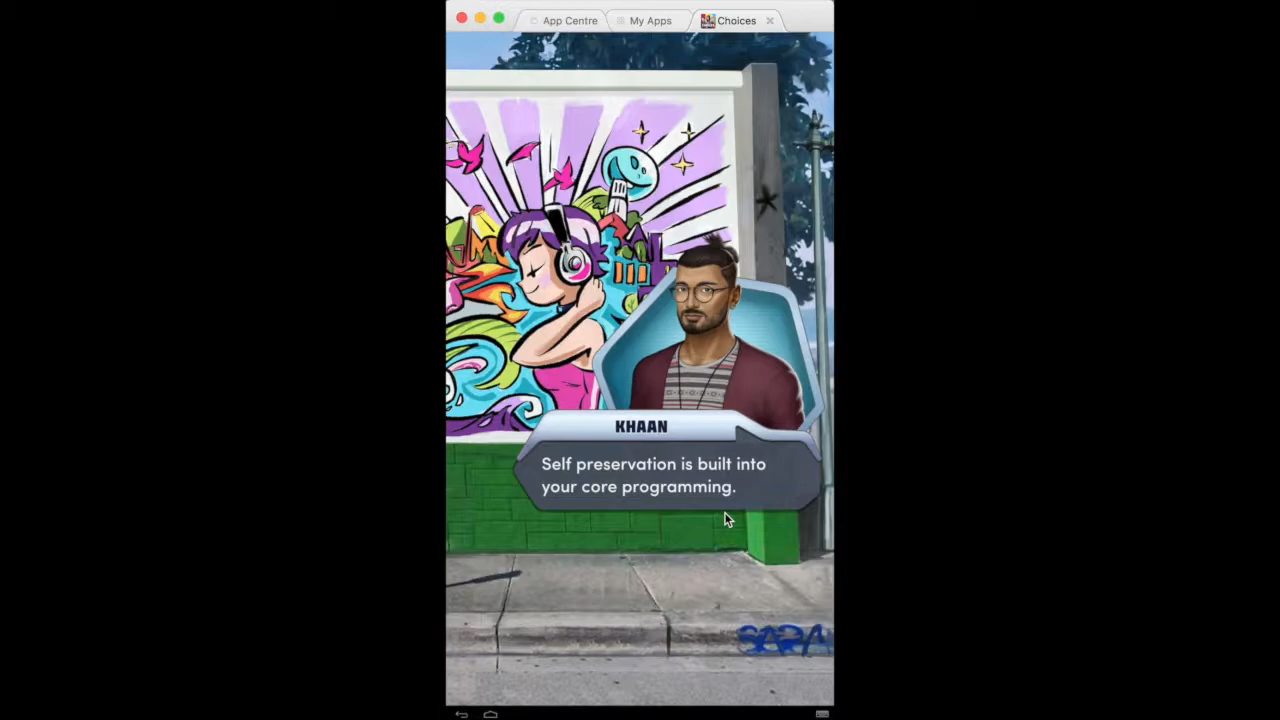 App Centre
My Apps
Choices
KHAAN
Self preservation is built into
your core programming.